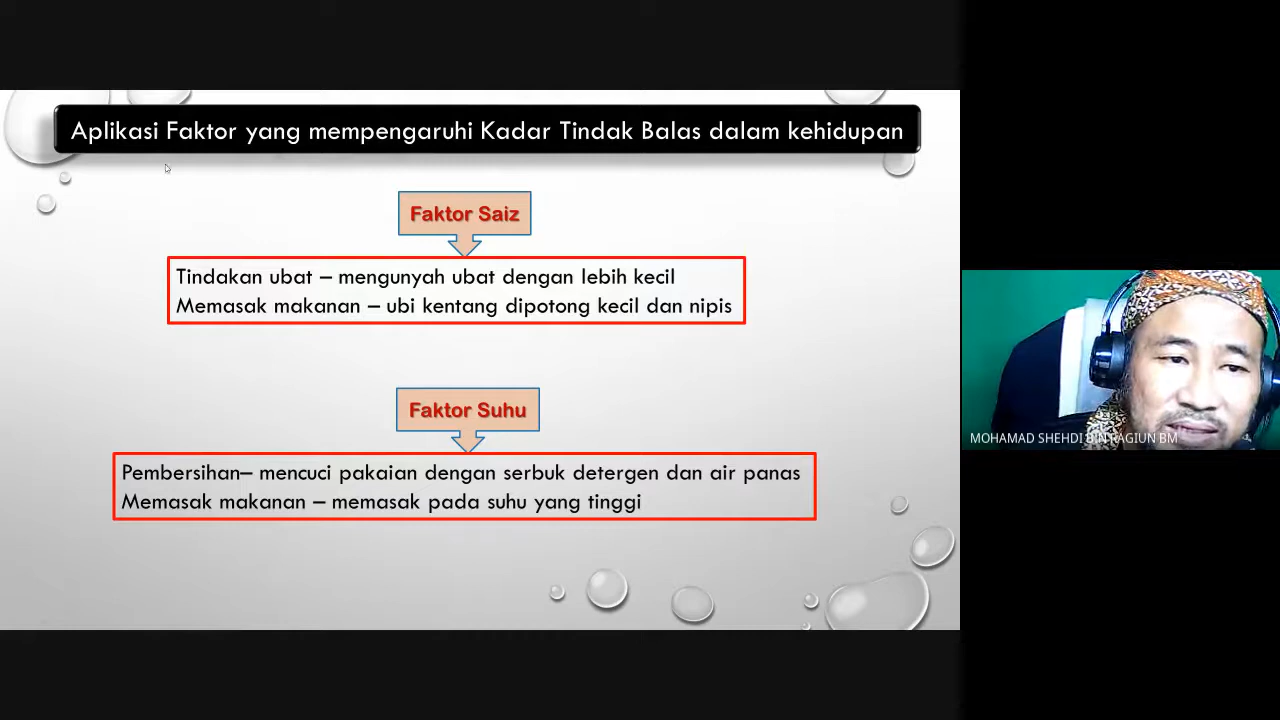 Aplikasi Faktor yang mempengaruhi Kadar Tindak Balas dalam kehidupan
Faktor Saiz
Tindakan ubat – mengunyah ubat dengan lebih kecil
Memasak makanan – ubi kentang dipotong kecil dan nipis
Faktor Suhu
Pembersihan– mencuci pakaian dengan serbuk detergen dan air panas
Memasak makanan – memasak pada suhu yang tinggi
MOHAMAD SHEHDI BIN RAGIUN BM